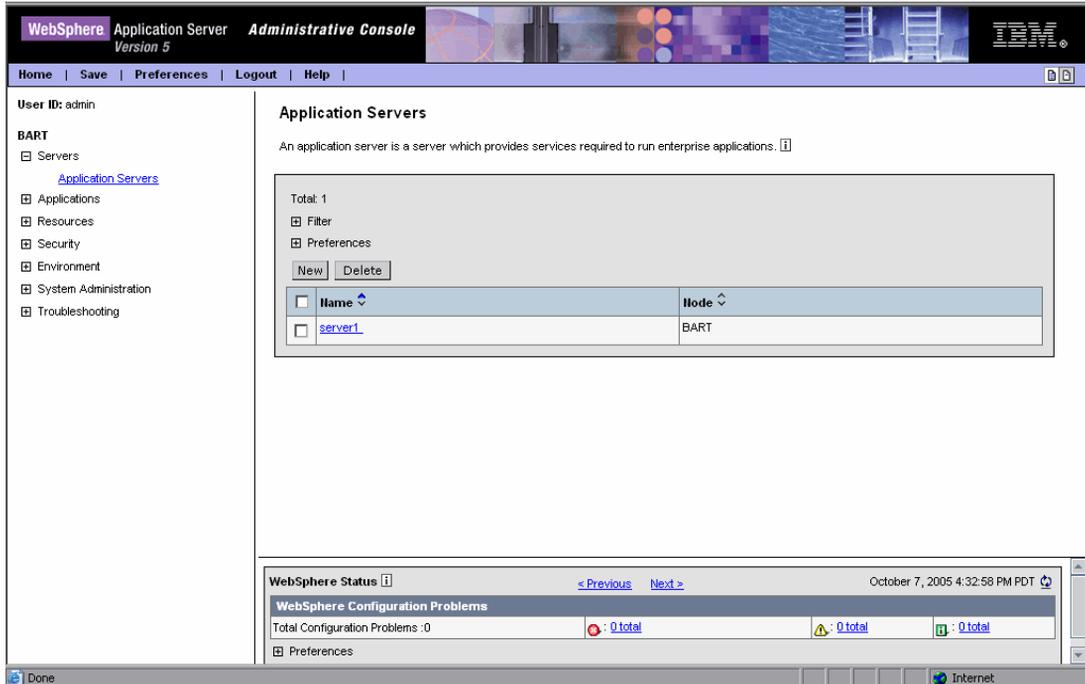 WebSphere Application Server Administrative Console
Version 5
IBM®
Home | Save | Preferences | Logout | Help |
User ID: admin
BART
Servers
Application Servers
Applications
Resources
Security
Environment
System Administration
Troubleshooting
Application Servers
An application server is a server which provides services required to run enterprise applications. i
Total: 1
Filter
Preferences
New Delete
Name Node
server1 BART
WebSphere Status i < Previous Next > October 7, 2005 4:32:58 PM PDT
WebSphere Configuration Problems
Total Configuration Problems :0 : 0 total : 0 total : 0 total
Preferences
Done Internet